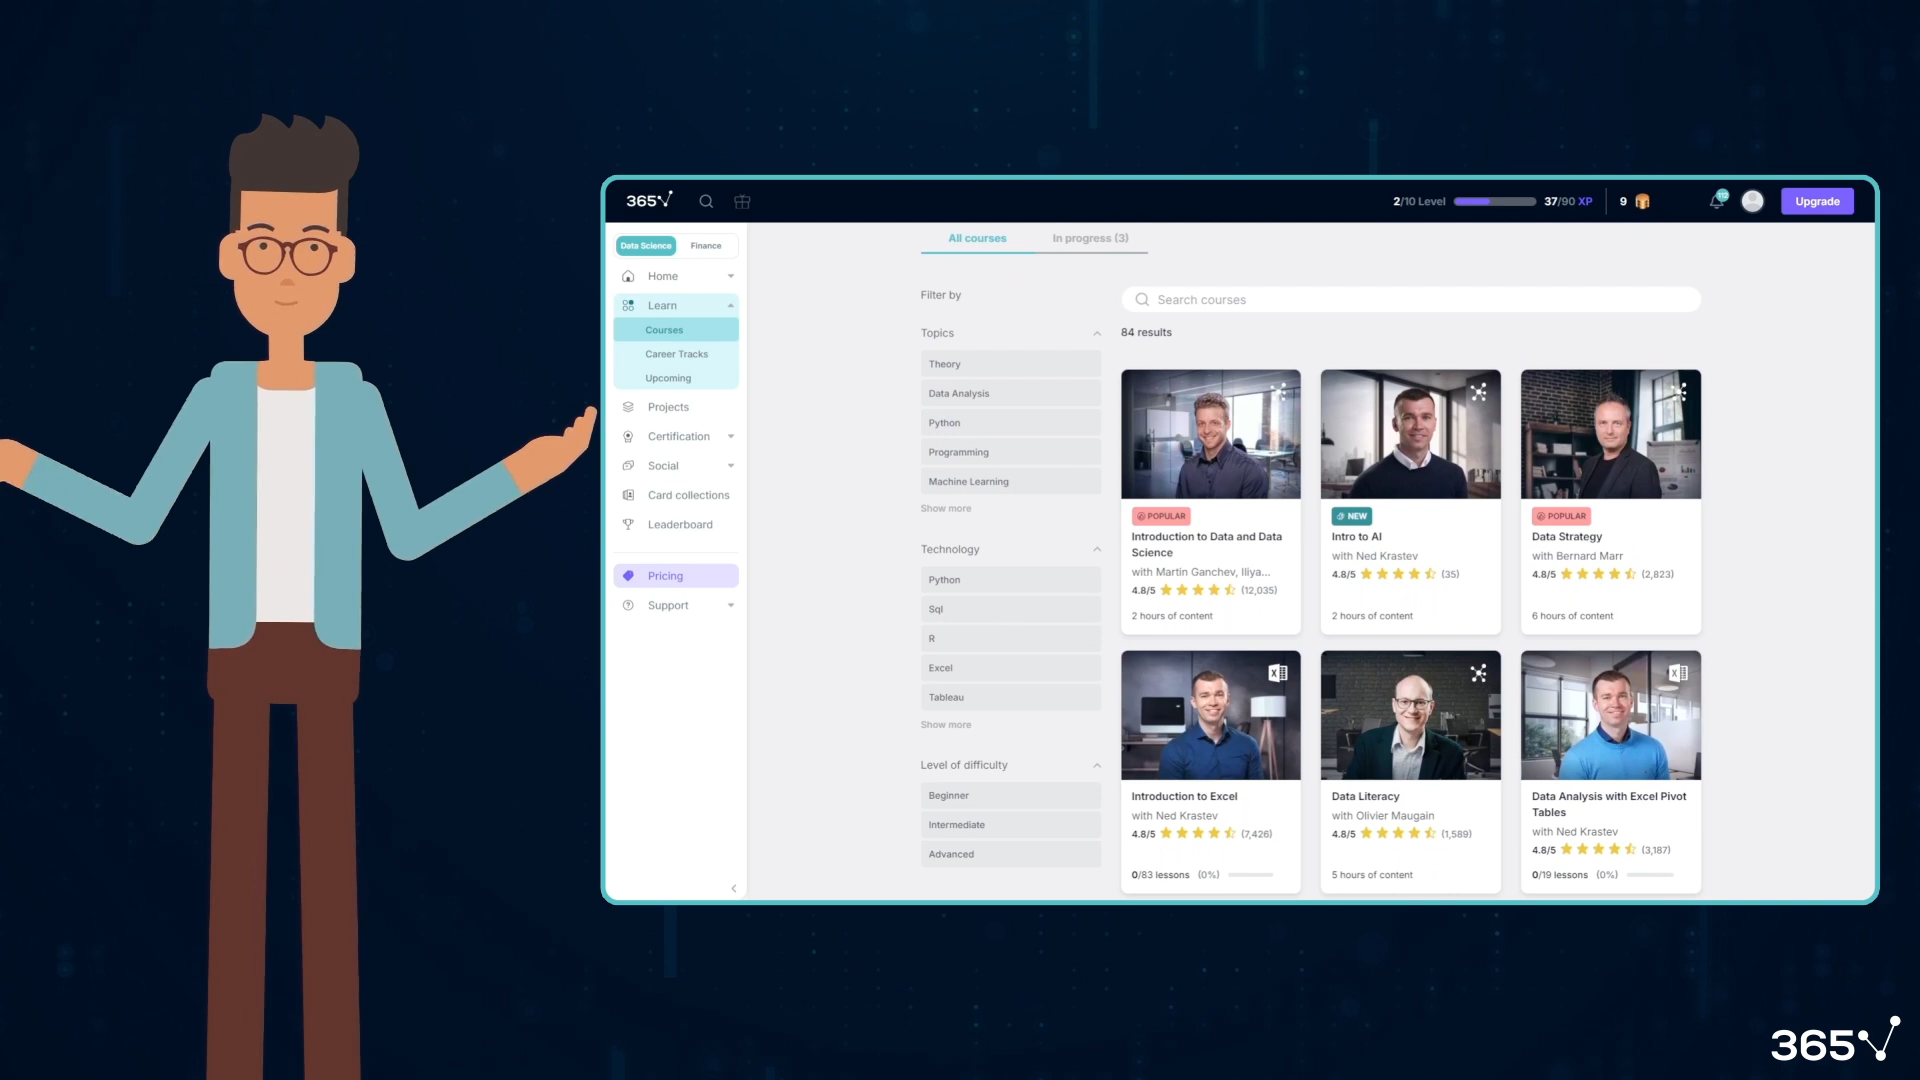 365
2/10 Level
37/90 XP
9
Upgrade
Data Science
Finance
Home
Learn
Courses
Career Tracks
Upcoming
Projects
Certification
Social
Card collections
Leaderboard
Pricing
Support
All courses
In progress (3)
Filter by
Search courses
84 results
Topics
Theory
Data Analysis
Python
Programming
Machine Learning
Show more
Technology
Python
Sql
R
Excel
Tableau
Show more
Level of difficulty
Beginner
Intermediate
Advanced
POPULAR
Introduction to Data and Data
Science
with Martin Ganchev, Iliya...
4.8/5 (12,035)
2 hours of content
NEW
Intro to AI
with Ned Krastev
4.8/5 (35)
2 hours of content
POPULAR
Data Strategy
with Bernard Marr
4.8/5 (2,823)
6 hours of content
Introduction to Excel
with Ned Krastev
4.8/5 (7,426)
0/83 lessons (0%)
Data Literacy
with Olivier Maugain
4.8/5 (1,589)
5 hours of content
Data Analysis with Excel Pivot
Tables
with Ned Krastev
4.8/5 (3,187)
0/19 lessons (0%)
365